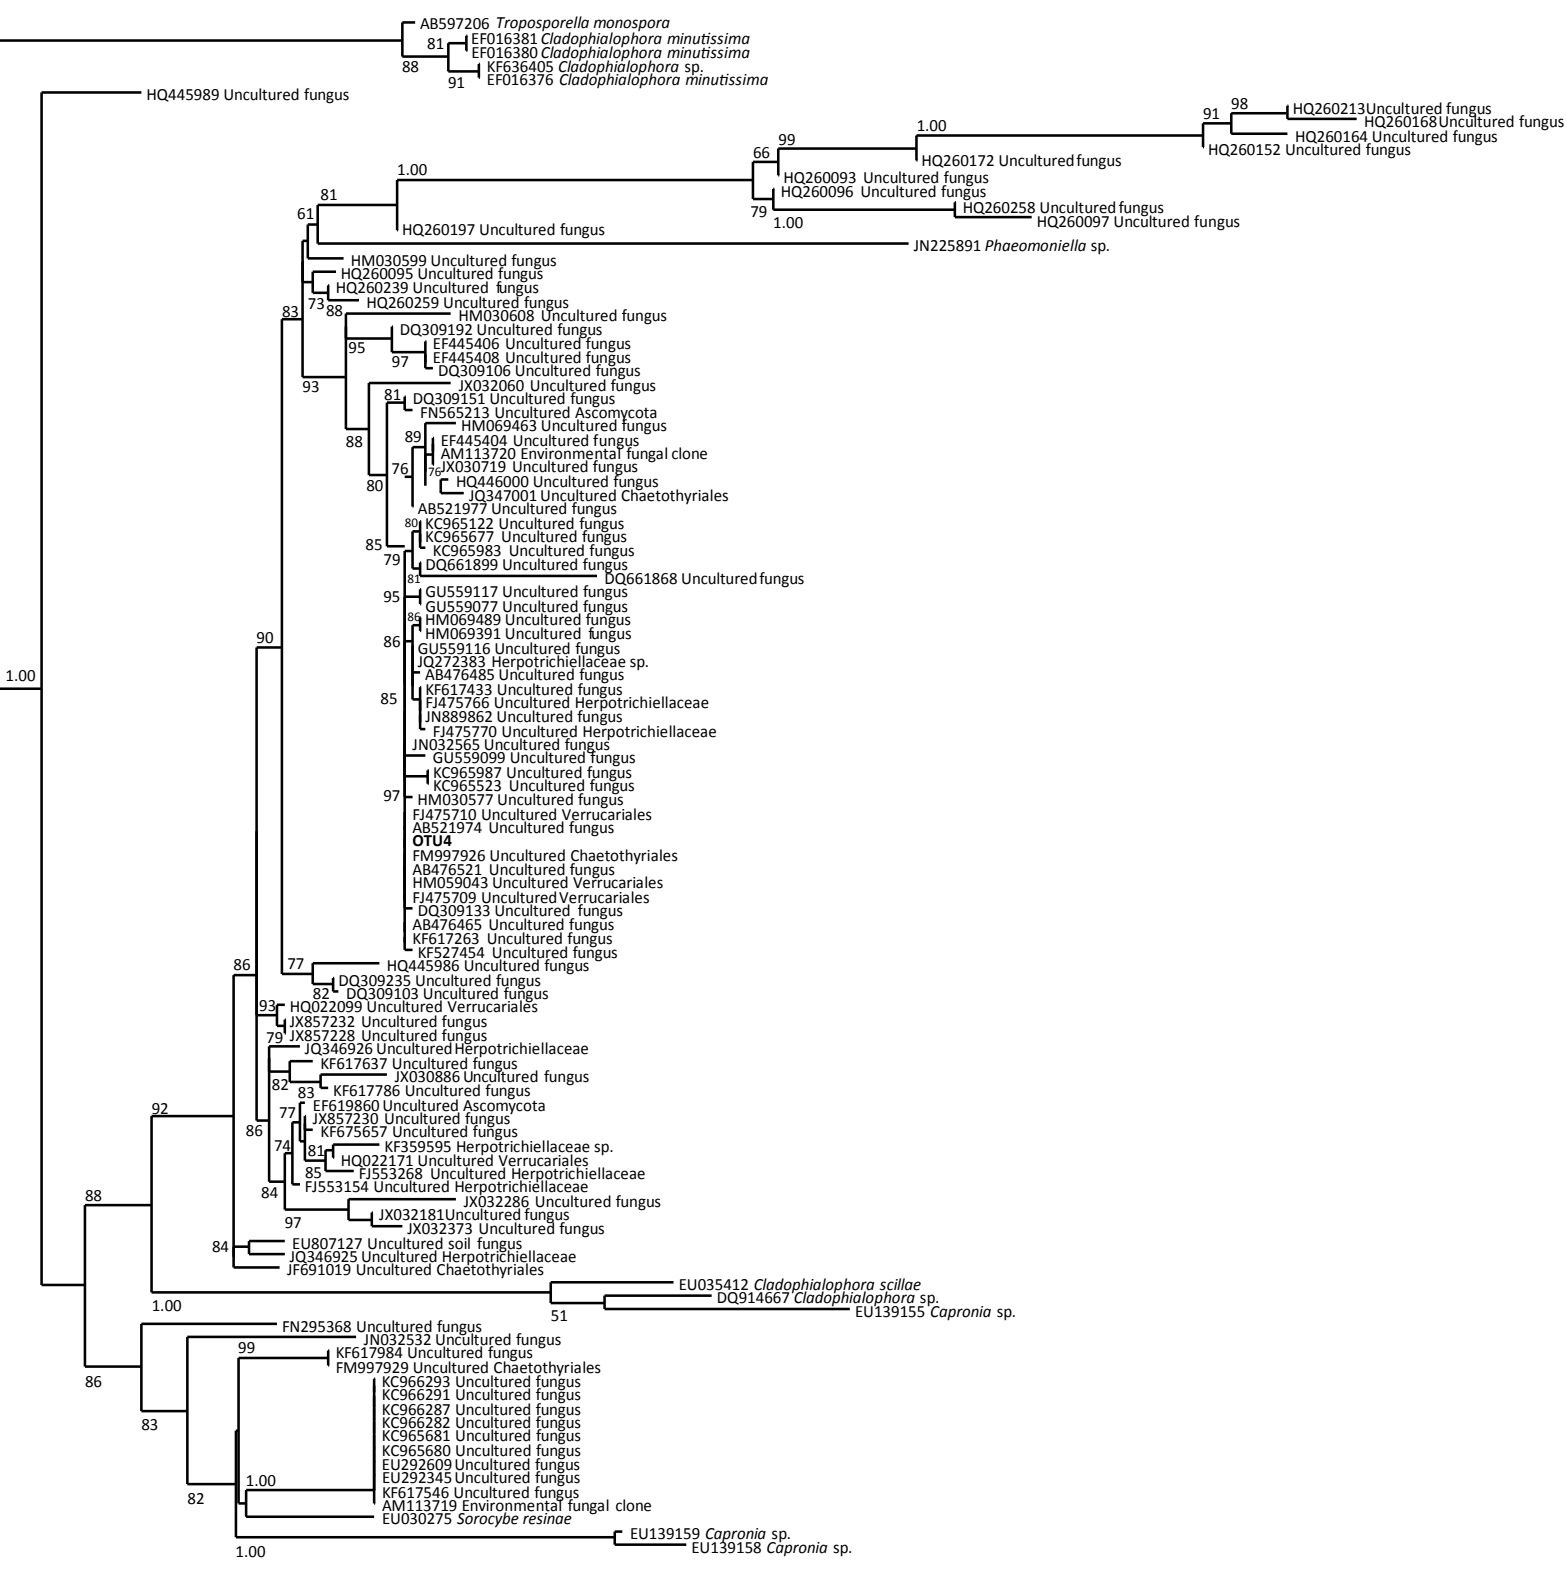 AB597206 Troposporella monospora
81
EF016381 Cladophialophora minutissima
EF016380 Cladophialophora minutissima
88
KF636405 Cladophialophora sp.
91
EF016376 Cladophialophora minutissima
HQ445989 Uncultured fungus
98
HQ260213Uncultured fungus
91
HQ260168Uncultured fungus
1.00
HQ260164 Uncultured fungus
99
HQ260152 Uncultured fungus
66
HQ260172 Uncultured fungus
1.00
HQ260093 Uncultured fungus
81
HQ260096 Uncultured fungus
79
HQ260258 Uncultured fungus
61
1.00
HQ260097 Uncultured fungus
HQ260197 Uncultured fungus
JN225891 Phaeomoniella sp.
HM030599 Uncultured fungus
HQ260095 Uncultured fungus
HQ260239 Uncultured fungus
73
88
HQ260259 Uncultured fungus
83
HM030608 Uncultured fungus
DQ309192 Uncultured fungus
95
EF445406 Uncultured fungus
97
EF445408 Uncultured fungus
DQ309106 Uncultured fungus
93
JX032060 Uncultured fungus
81
DQ309151 Uncultured fungus
FN565213 Uncultured Ascomycota
HM069463 Uncultured fungus
88
89
EF445404 Uncultured fungus
AM113720 Environmental fungal clone
76
76
JX030719 Uncultured fungus
80
HQ446000 Uncultured fungus
JQ347001 Uncultured Chaetothyriales
AB521977 Uncultured fungus
80
KC965122 Uncultured fungus
KC965677 Uncultured fungus
85
KC965983 Uncultured fungus
79
DQ661899 Uncultured fungus
81
DQ661868 Uncultured fungus
95
GU559117 Uncultured fungus
GU559077 Uncultured fungus
86
HM069489 Uncultured fungus
HM069391 Uncultured fungus
90
86
GU559116 Uncultured fungus
JQ272383 Herpotrichiellaceae sp.
1.00
AB476485 Uncultured fungus
KF617433 Uncultured fungus
85
FJ475766 Uncultured Herpotrichiellaceae
JN889862 Uncultured fungus
FJ475770 Uncultured Herpotrichiellaceae
JN032565 Uncultured fungus
GU559099 Uncultured fungus
KC965987 Uncultured fungus
KC965523 Uncultured fungus
97
HM030577 Uncultured fungus
FJ475710 Uncultured Verrucariales
AB521974 Uncultured fungus
OTU4
FM997926 Uncultured Chaetothyriales
AB476521 Uncultured fungus
HM059043 Uncultured Verrucariales
FJ475709 Uncultured Verrucariales
DQ309133 Uncultured fungus
AB476465 Uncultured fungus
KF617263 Uncultured fungus
KF527454 Uncultured fungus
86
77
HQ445986 Uncultured fungus
DQ309235 Uncultured fungus
82
DQ309103 Uncultured fungus
93
HQ022099 Uncultured Verrucariales
JX857232 Uncultured fungus
79
JX857228 Uncultured fungus
JQ346926 Uncultured Herpotrichiellaceae
KF617637 Uncultured fungus
82
JX030886 Uncultured fungus
83
KF617786 Uncultured fungus
92
77
EF619860 Uncultured Ascomycota
JX857230 Uncultured fungus
86
KF675657 Uncultured fungus
74
81
KF359595 Herpotrichiellaceae sp.
HQ022171 Uncultured Verrucariales
85
FJ553268 Uncultured Herpotrichiellaceae
84
FJ553154 Uncultured Herpotrichiellaceae
88
JX032286 Uncultured fungus
97
JX032181Uncultured fungus
JX032373 Uncultured fungus
84
EU807127 Uncultured soil fungus
JQ346925 Uncultured Herpotrichiellaceae
JF691019 Uncultured Chaetothyriales
EU035412 Cladophialophora scillae
1.00
DQ914667 Cladophialophora sp.
51
EU139155 Capronia sp.
FN295368 Uncultured fungus
JN032532 Uncultured fungus
99
KF617984 Uncultured fungus
FM997929 Uncultured Chaetothyriales
86
KC966293 Uncultured fungus
KC966291 Uncultured fungus
KC966287 Uncultured fungus
83
KC966282 Uncultured fungus
KC965681 Uncultured fungus
KC965680 Uncultured fungus
EU292609 Uncultured fungus
1.00
EU292345 Uncultured fungus
82
KF617546 Uncultured fungus
AM113719 Environmental fungal clone
EU030275 Sorocybe resinae
EU139159 Capronia sp.
1.00
EU139158 Capronia sp.